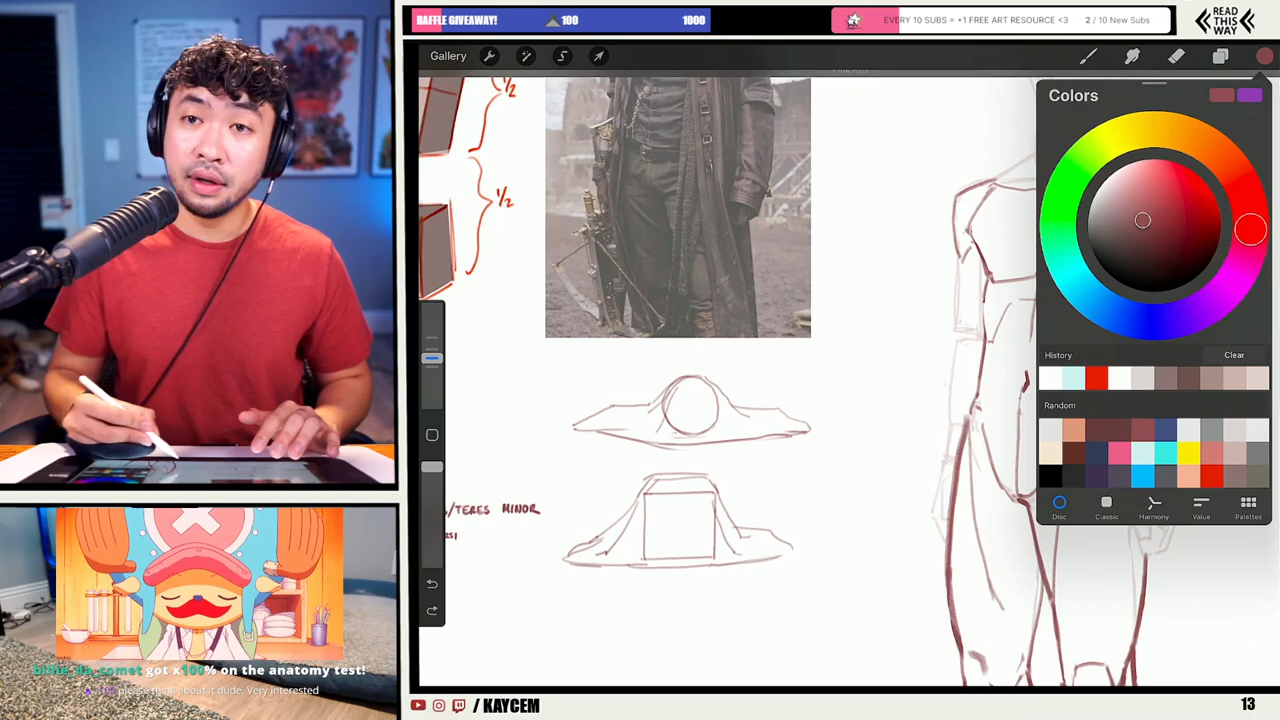 RAFFLE GIVEAWAY! 100 1000
EVERY 10 SUBS = +1 FREE ART RESOURCE <3 2 / 10 New Subs
READ
THIS
WAY
Gallery
Colors
1/2
1/2
History Clear
Random
Disc Classic Harmony Value Palettes
/TERES MINOR
billie_da_comet got x100% on the anatomy test!
please think about it dude. Very interested
/ KAYCEM
13